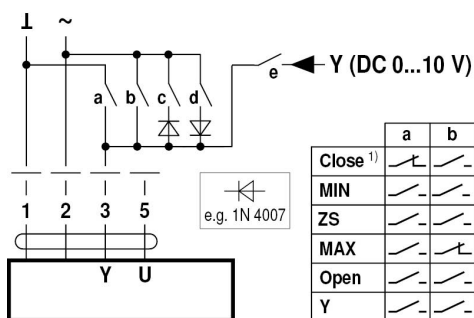 ⊥ ~
e Y (DC 0...10 V)
a b c d
1 2 3 5
Y U
e.g. 1N 4007
a b
Close 1)
MIN
ZS
MAX
Open
Y